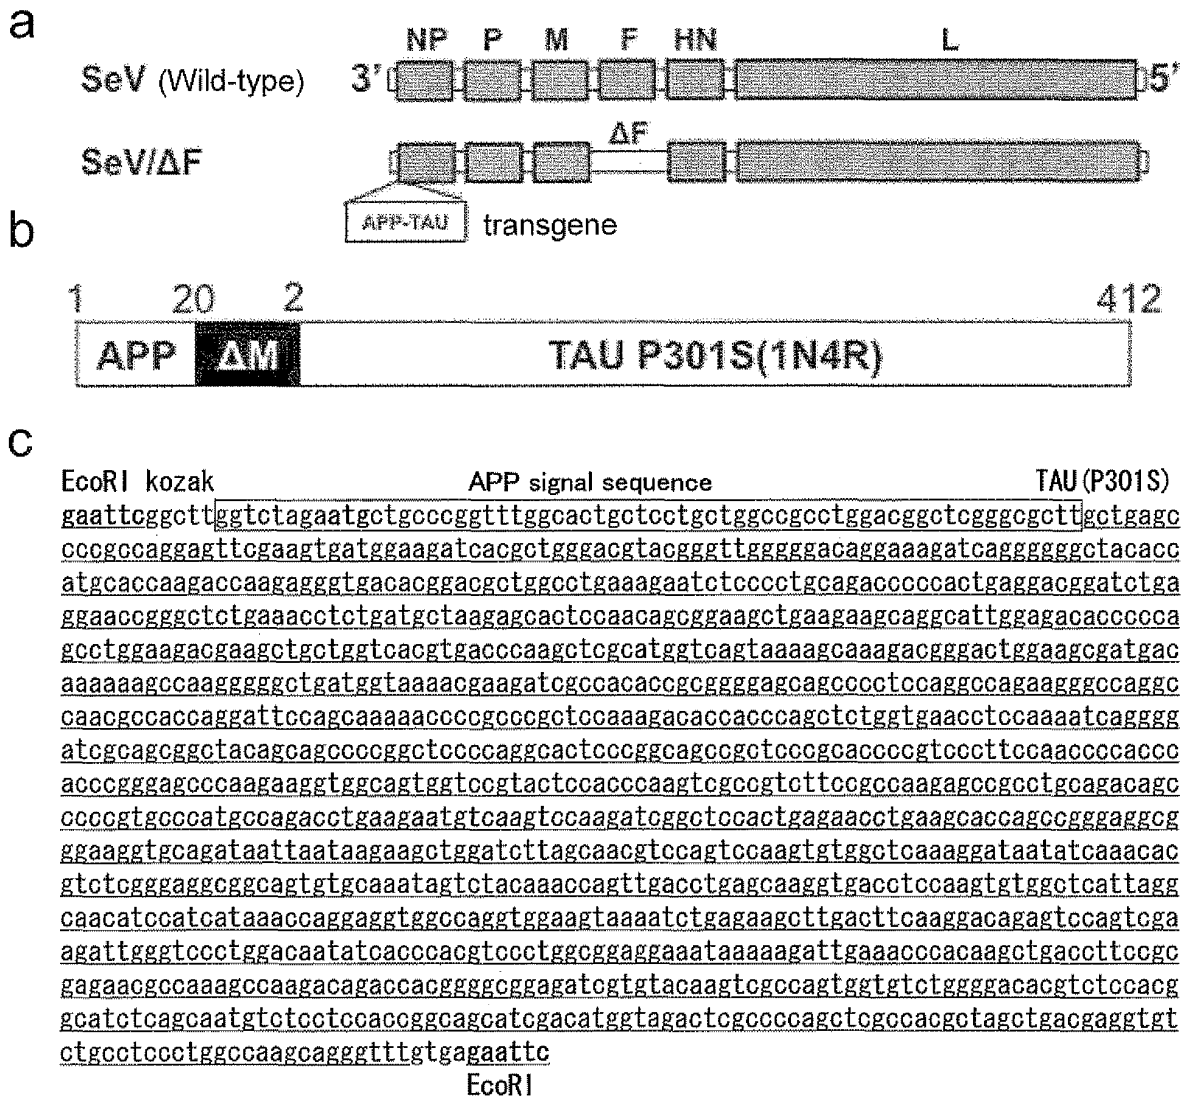 a
NP P M F HN L
SeV (Wild-type) 3’ 5’
ΔF
SeV/ΔF
APP-TAU transgene
b
1 20 2 412
APP ΔM TAU P301S(1N4R)
c
EcoRI kozak APP signal sequence TAU(P301S)
gaattcggcttggtctagaatgctgcccggtttggcactgctcctgctggccgcctggacggctcgggcgcttgctgagc
cccgccaggagttcgaagtgatggaagatcacgctgggacgtacgggttgggggacaggaaagatcaggggggctacacc
atgcaccaagaccaagagggtgacacggacgctggcctgaaagaatctcccctgcagacccccactgaggacggatctga
ggaaccgggctctgaaacctctgatgctaagagcactccaacagcggaagctgaagaagcaggcattggagacaccccca
gcctggaagacgaagctgctggtcacgtgacccaagctcgcatggtcagtaaaagcaaagacgggactggaagcgatgac
aaaaaagccaagggggctgatggtaaaacgaagatcgccacaccgcggggagcagcccctccaggccagaagggccaggc
caacgccaccaggattccagcaaaaaccccgcccgctccaaagacaccacccagctctggtgaacctccaaaatcagggg
atcgcagcggctacagcagccccggctccccaggcactcccggcagccgctcccgcaccccgtcccttccaaccccaccc
acccgggagcccaagaaggtggcagtggtccgtactccacccaagtcgccgtcttccgccaagagccgcctgcagacagc
ccccgtgcccatgccagacctgaagaatgtcaagtccaagatcggctccactgagaacctgaagcaccagccgggaggcg
ggaaggtgcagataattaataagaagctggatcttagcaacgtccagtccaagtgtggctcaaaggataatatcaaacac
gtctcgggaggcggcagtgtgcaaatagtctacaaaccagttgacctgagcaaggtgacctccaagtgtggctcattagg
caacatccatcataaaccaggaggtggccaggtggaagtaaaatctgagaagcttgacttcaaggacagagtccagtcga
agattgggtccctggacaatatcacccacgtccctggcggaggaaataaaaagattgaaacccacaagctgaccttccgc
gagaacgccaaagccaagacagaccacggggcggagatcgtgtacaagtcgccagtggtgtctggggacacgtctccacg
gcatctcagcaatgtctcctccaccggcagcatcgacatggtagactcgccccagctcgccacgctagctgacgaggtgt
ctgcctccctggccaagcagggtttgtgagaattc
EcoRI